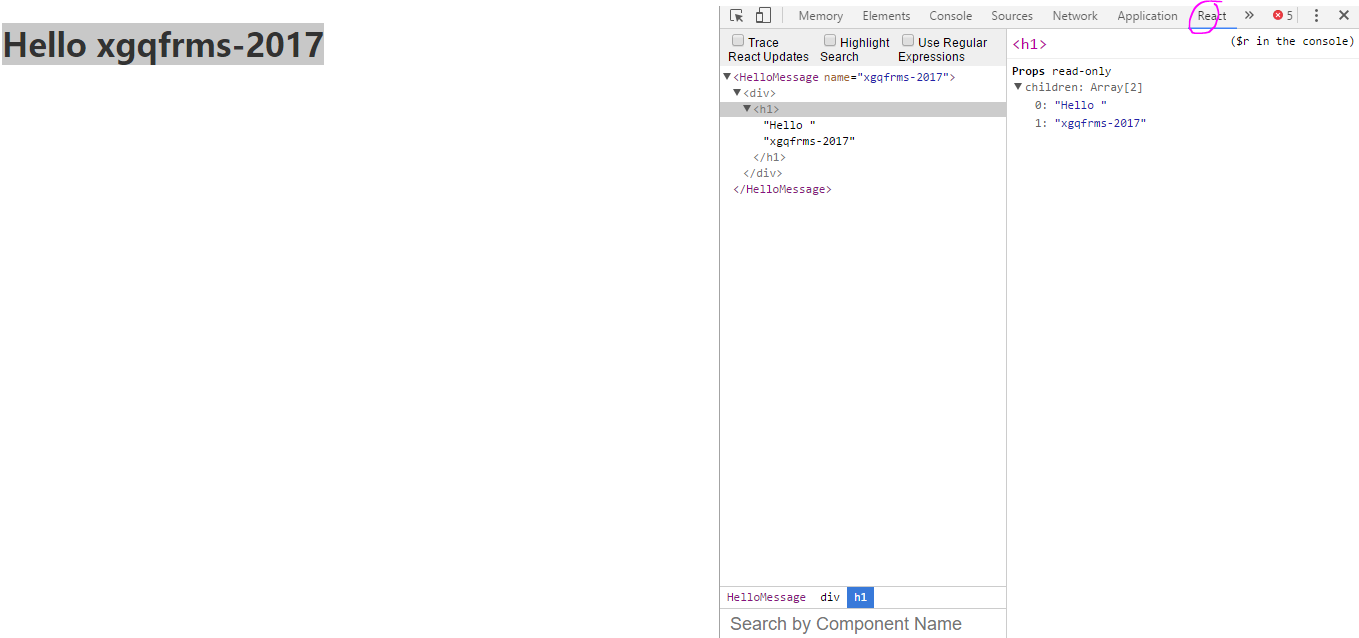 Hello xgqfrms-2017
Memory Elements Console Sources Network Application React » 5
Trace React Updates
Highlight Search
Use Regular Expressions
<HelloMessage name="xgqfrms-2017">
<div>
<h1>
"Hello "
"xgqfrms-2017"
</h1>
</div>
</HelloMessage>
HelloMessage div h1
Search by Component Name
<h1> ($r in the console)
Props read-only
children: Array[2]
0: "Hello "
1: "xgqfrms-2017"